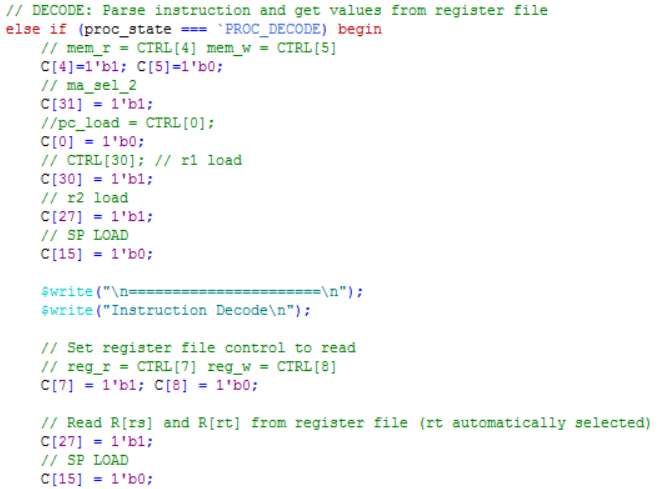 // DECODE: Parse instruction and get values from register file
else if (proc_state === `PROC_DECODE) begin
// mem_r = CTRL[4] mem_w = CTRL[5]
C[4]=1'b1; C[5]=1'b0;
// ma_sel_2
C[31] = 1'b1;
//pc_load = CTRL[0];
C[0] = 1'b0;
// CTRL[30]; // r1 load
C[30] = 1'b1;
// r2 load
C[27] = 1'b1;
// SP LOAD
C[15] = 1'b0;
$write("\n======================\n");
$write("Instruction Decode\n");
// Set register file control to read
// reg_r = CTRL[7] reg_w = CTRL[8]
C[7] = 1'b1; C[8] = 1'b0;
// Read R[rs] and R[rt] from register file (rt automatically selected)
C[27] = 1'b1;
// SP LOAD
C[15] = 1'b0;